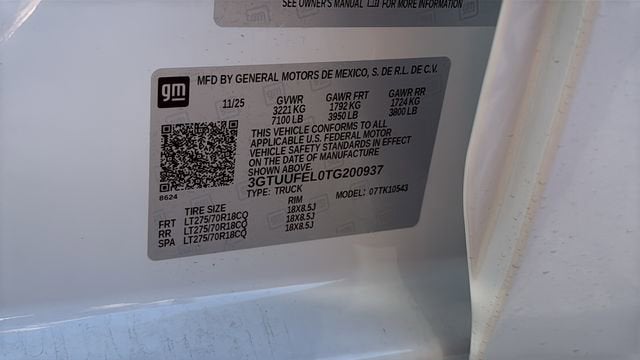 SEE OWNER'S MANUAL FOR MORE INFORMATION
gm
MFD BY GENERAL MOTORS DE MEXICO, S. DE R.L. DE C.V.
11/25 GVWR GAWR FRT GAWR RR
3221 KG 1792 KG 1724 KG
7100 LB 3950 LB 3800 LB
THIS VEHICLE CONFORMS TO ALL
APPLICABLE U.S. FEDERAL MOTOR
VEHICLE SAFETY STANDARDS IN EFFECT
ON THE DATE OF MANUFACTURE
SHOWN ABOVE.
3GTUUFEL0TG200937
TYPE: TRUCK MODEL: 07TK10543
8624
TIRE SIZE RIM
FRT LT275/70R18CQ 18X8.5J
RR LT275/70R18CQ 18X8.5J
SPA LT275/70R18CQ 18X8.5J